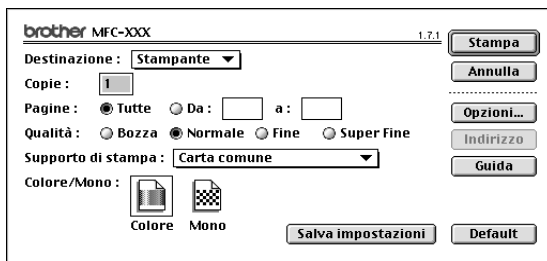 brother MFC-XXX 1.7.1
Stampa
Destinazione : Stampante
Annulla
Copie : 1
Pagine : Tutte Da : a :
Opzioni...
Qualità : Bozza Normale Fine Super Fine
Indirizzo
Supporto di stampa : Carta comune
Guida
Colore/Mono :
Colore Mono
Salva impostazioni Default